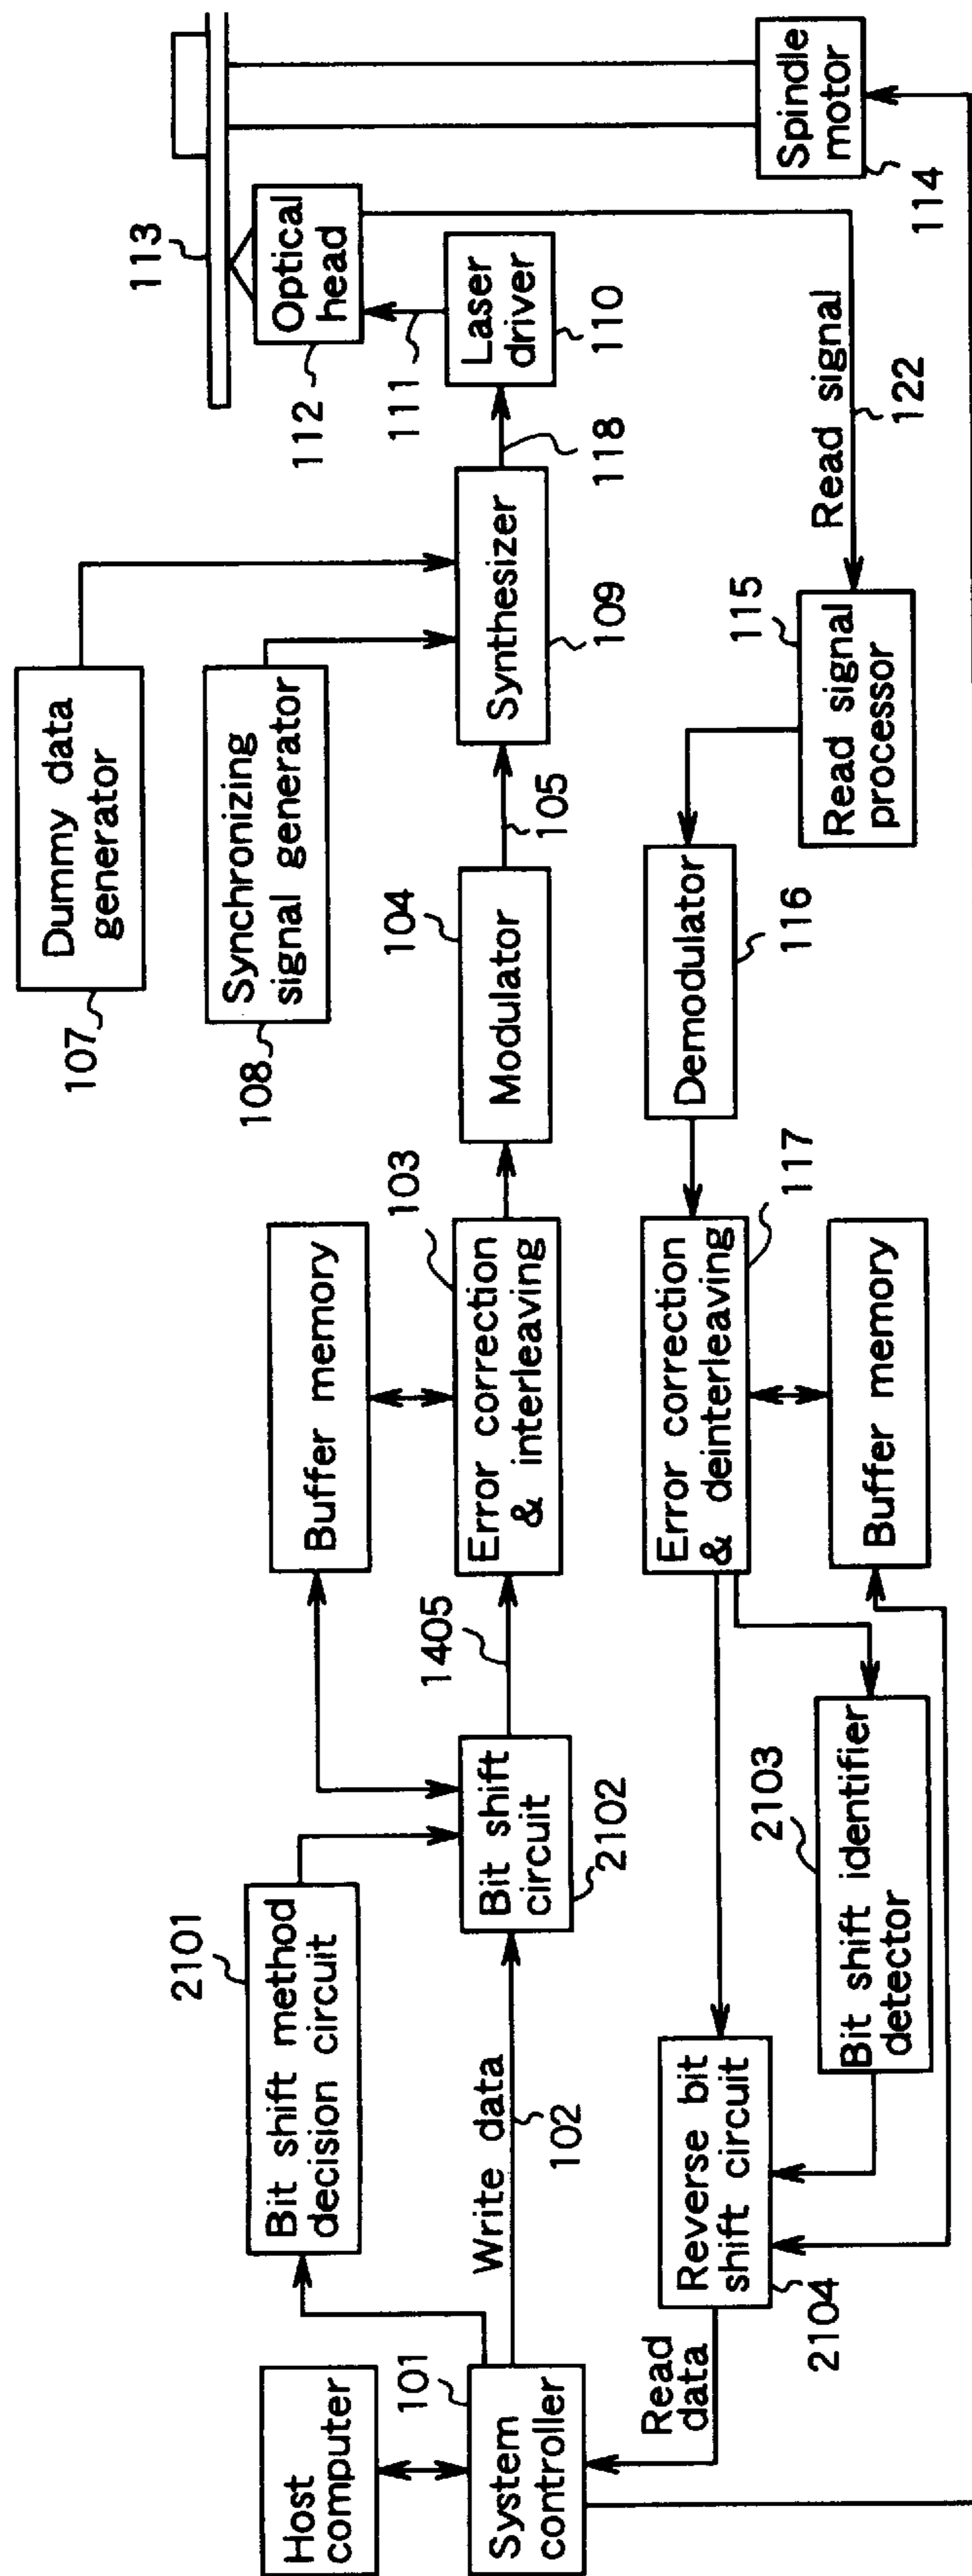 Host
computer
101
System
controller
2101
Bit shift method
decision circuit
Write data
102
Bit shift
circuit
2102
1405
Buffer memory
103
Error correction
& interleaving
104
Modulator
105
Dummy data
generator
107
Synchronizing
signal generator
108
Synthesizer
109
118
Laser
driver
110
111
Optical
head
112
113
Spindle
motor
114
Read signal
122
115
Read signal
processor
Demodulator
116
Error correction
& deinterleaving
117
Buffer memory
2103
Bit shift identifier
detector
Reverse bit
shift circuit
2104
Read
data